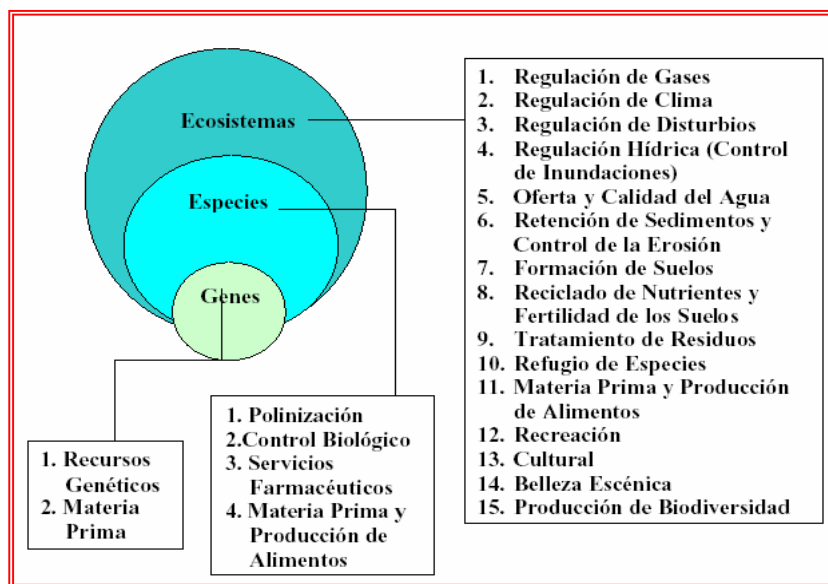 Ecosistemas
Especies
Genes
1. Regulación de Gases
2. Regulación de Clima
3. Regulación de Disturbios
4 Regulación Hídrica (Control
de Inundaciones)
5. Oferta y Calidad del Agua
6 Retención de Sedimentos y
Control de la Erosión
7. Formación de Suelos
8. Reciclado de Nutrientes y
Fertilidad de los Suelos
9. Tratamiento de Residuos
10. Refugio de Especies
11. Materia Prima y Producción
de Alimentos
12. Recreación
13. Cultural
14. Belleza Escénica
15. Producción de Biodiversidad
1. Polinización
2.Control Biológico
3. Servicios
Farmacéuticos
4. Materia Prima y
Producción de
Alimentos
1. Recursos
Genéticos
2. Materia
Prima